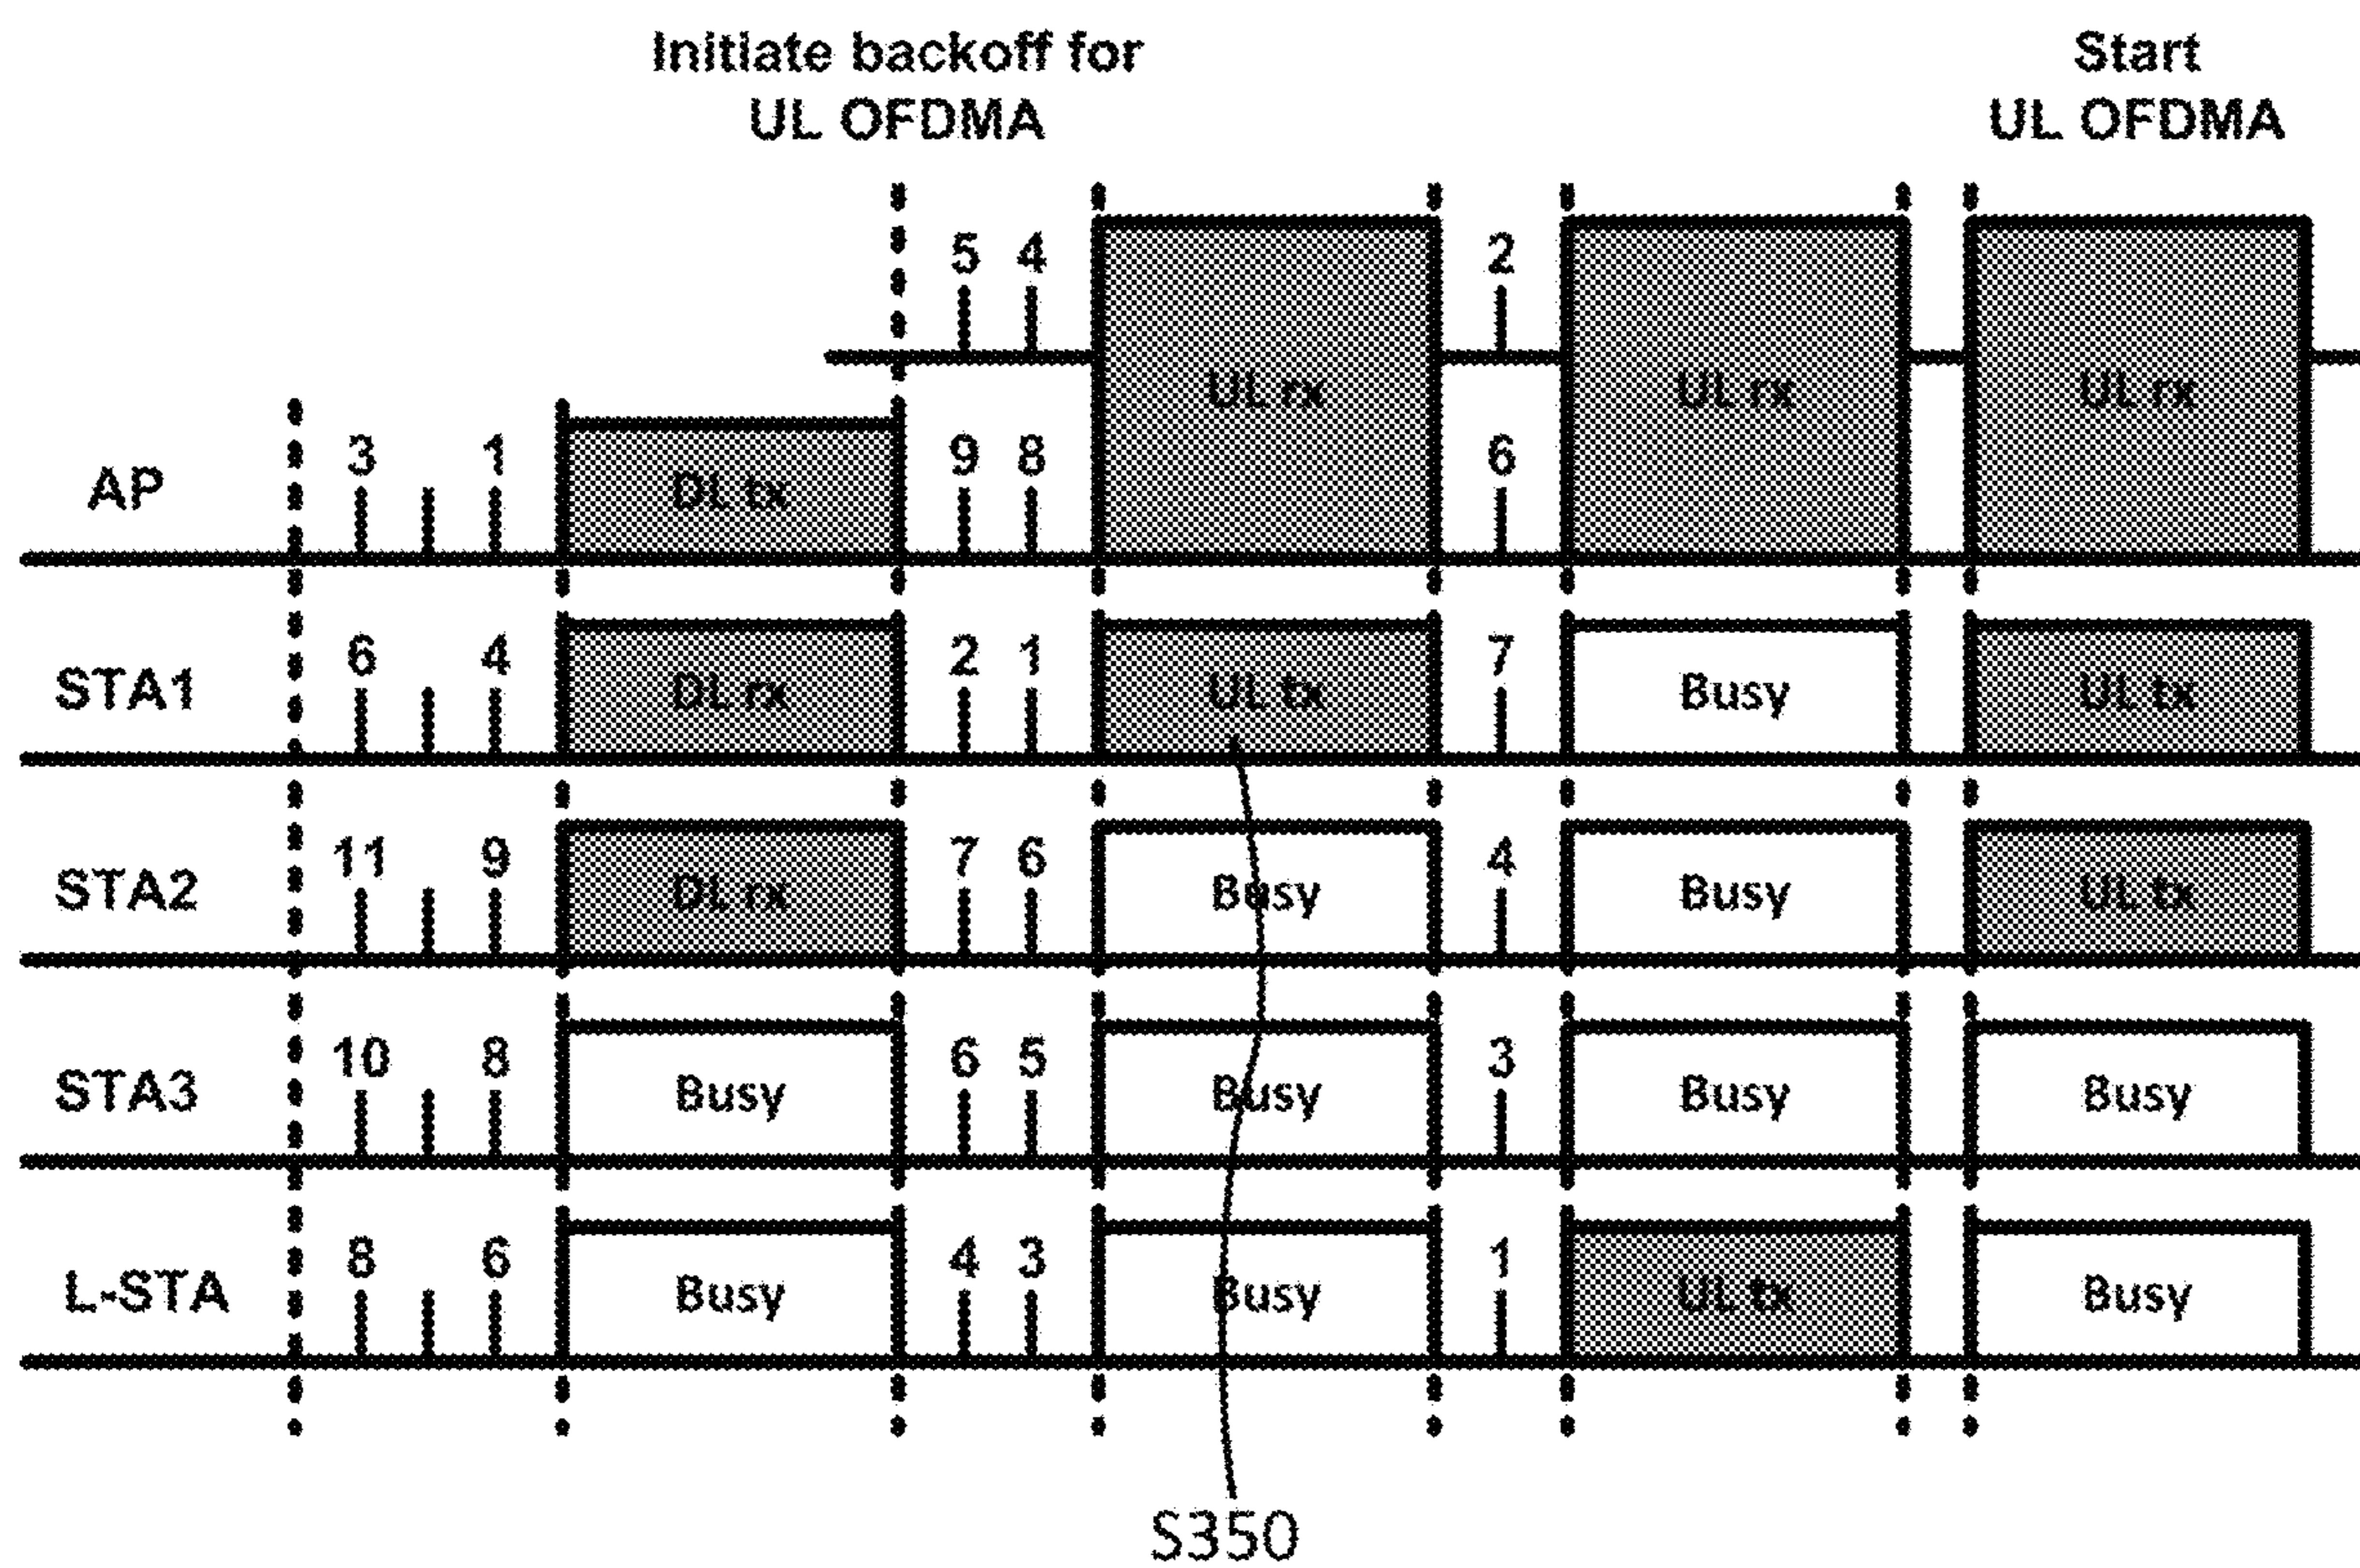 Initiate backoff for
UL OFDMA
Start
UL OFDMA
5 4 2
UL rx UL rx UL rx
AP 3 1 DL tx 9 8 6
STA1 6 4 DL rx 2 1 UL tx 7 Busy UL tx
STA2 11 9 DL rx 7 6 Busy 4 Busy UL tx
STA3 10 8 Busy 6 5 Busy 3 Busy Busy
L-STA 8 6 Busy 4 3 Busy 1 UL tx Busy
S350